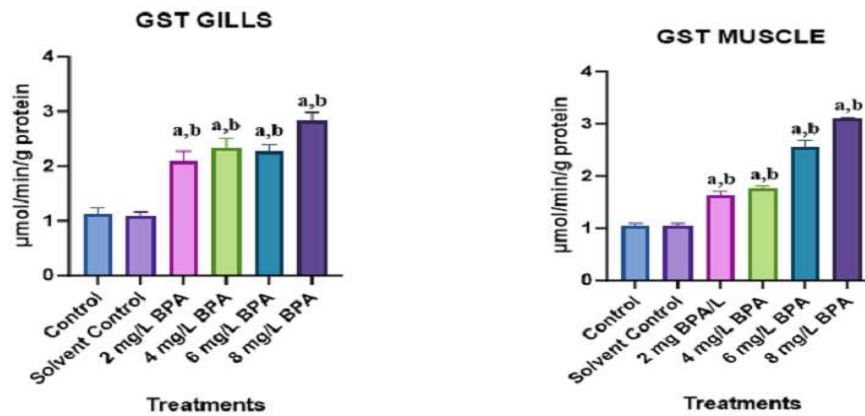 GST GILLS
4
3
2
1
0
µmol/min/g protein
a,b
a,b
a,b
a,b
Control
Solvent Control
2 mg/L BPA
4 mg/L BPA
6 mg/L BPA
8 mg/L BPA
Treatments
GST MUSCLE
4
3
2
1
0
µmol/min/g protein
a,b
a,b
a,b
a,b
Control
Solvent Control
2 mg BPA/L
4 mg/L BPA
6 mg/L BPA
8 mg/L BPA
Treatments